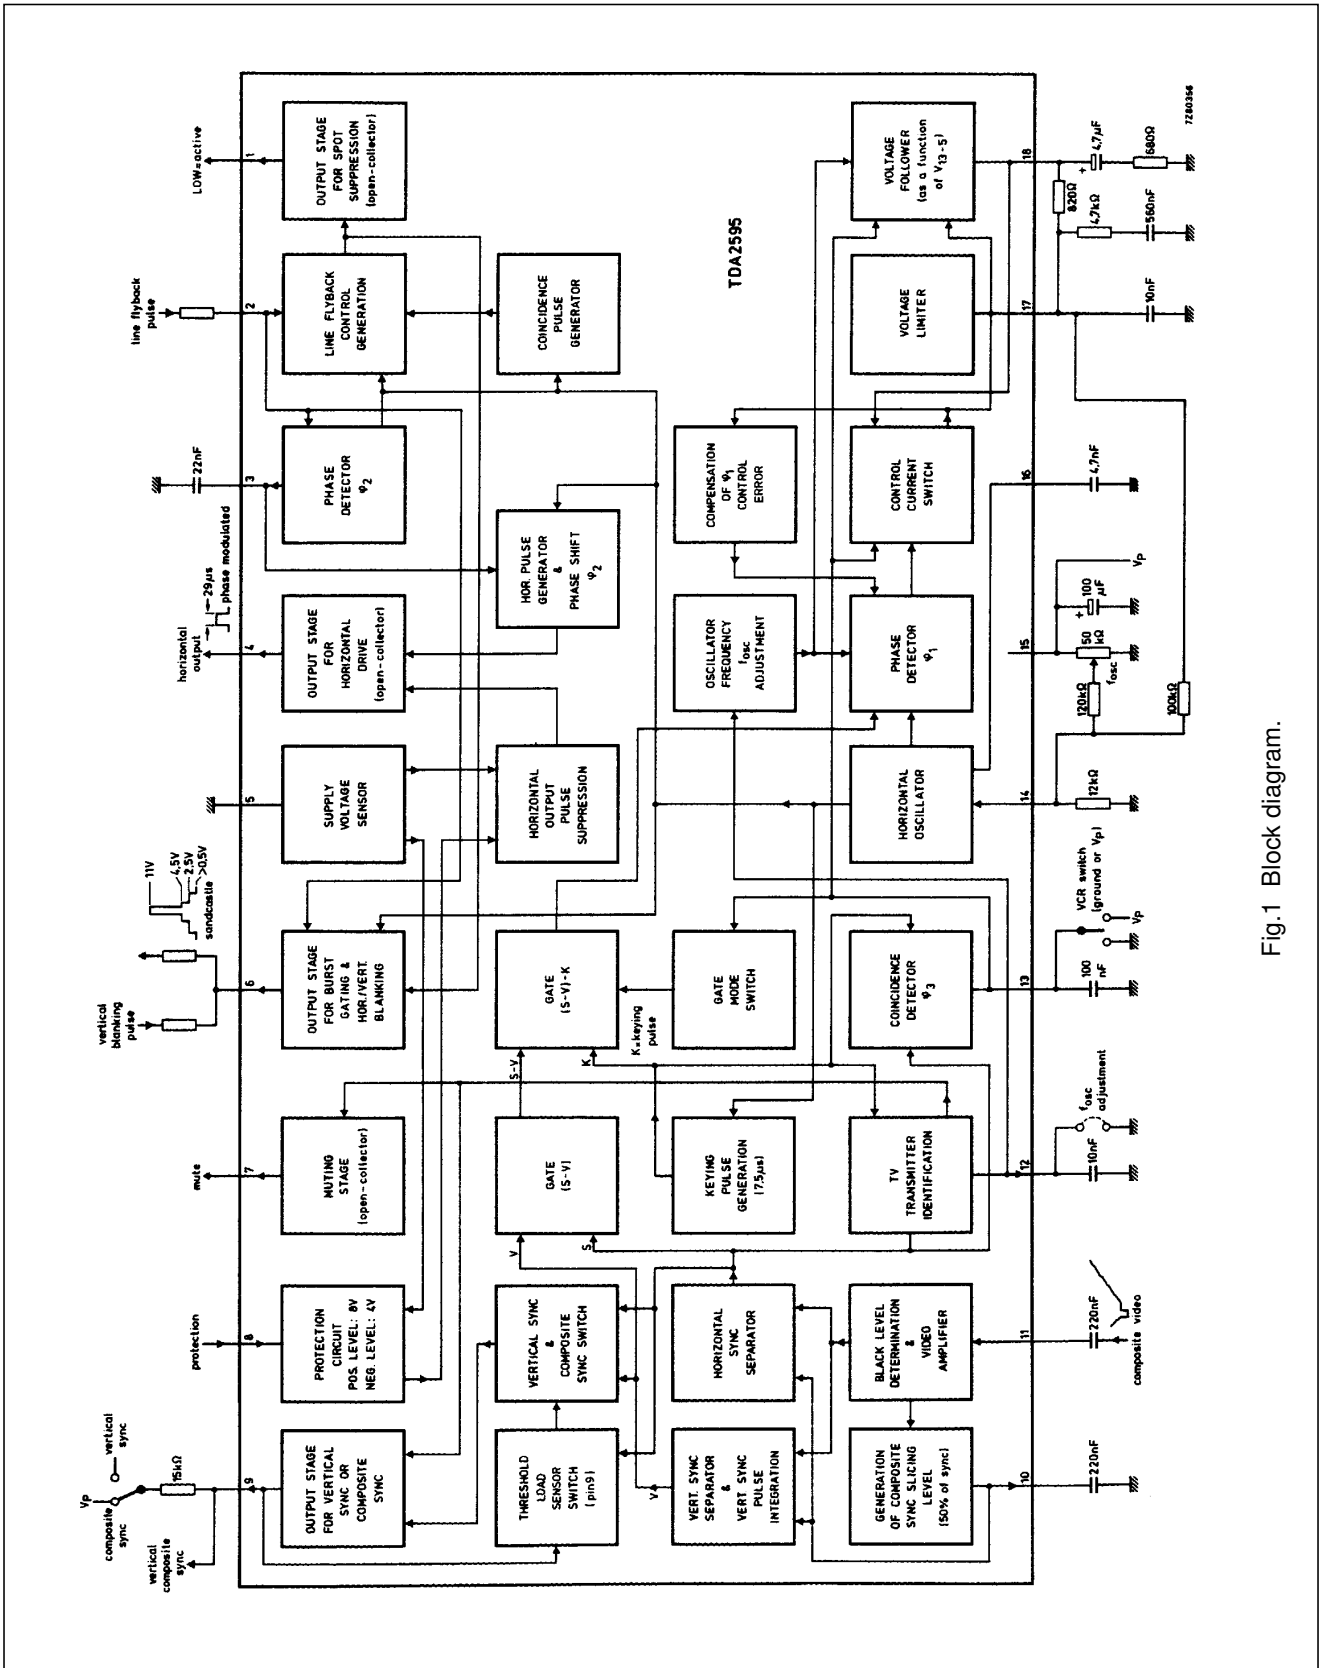 LOW=active
1
OUTPUT STAGE
FOR SPOT
SUPPRESSION
(open-collector)
line flyback
pulse
2
LINE FLYBACK
CONTROL
GENERATION
COINCIDENCE
PULSE
GENERATOR
22nF
3
PHASE
DETECTOR
φ2
29µs
phase modulated
horizontal
output
4
OUTPUT STAGE
FOR
HORIZONTAL
DRIVE
(open-collector)
HOR. PULSE
GENERATOR
&
PHASE SHIFT
φ2
5
SUPPLY
VOLTAGE
SENSOR
HORIZONTAL
OUTPUT
PULSE
SUPPRESSION
11V
4,5V
2,5V
>0,5V
sandcastle
vertical
blanking
pulse
6
OUTPUT STAGE
FOR BURST
GATING &
HOR./VERT.
BLANKING
GATE
(S-V)-K
S-V
K
K=keying
pulse
GATE
MODE
SWITCH
mute
7
MUTING
STAGE
(open-collector)
GATE
(S-V)
V
S
KEYING
PULSE
GENERATION
(7,5µs)
TV
TRANSMITTER
IDENTIFICATION
protection
8
PROTECTION
CIRCUIT
POS. LEVEL: 8V
NEG. LEVEL: 4V
VERTICAL SYNC
&
COMPOSITE
SYNC SWITCH
HORIZONTAL
SYNC
SEPARATOR
BLACK LEVEL
DETERMINATION
&
VIDEO
AMPLIFIER
Vp
composite
sync
vertical
sync
15kΩ
vertical
composite
sync
9
OUTPUT STAGE
FOR VERTICAL
SYNC OR
COMPOSITE
SYNC
THRESHOLD
LOAD
SENSOR
SWITCH
(pin9)
V
VERT. SYNC
SEPARATOR
&
VERT SYNC
PULSE
INTEGRATION
GENERATION
OF COMPOSITE
SYNC SLICING
LEVEL
(50% of sync)
10
220nF
11
220nF
composite video
12
10nF
fosc
adjustment
COINCIDENCE
DETECTOR
φ3
13
100
nF
VCR switch
(ground or Vp)
Vp
HORIZONTAL
OSCILLATOR
14
12kΩ
120kΩ
100kΩ
OSCILLATOR
FREQUENCY
fosc
ADJUSTMENT
PHASE
DETECTOR
φ1
15
50
kΩ
fosc
+
100
µF
Vp
COMPENSATION
OF φ1
CONTROL
ERROR
CONTROL
CURRENT
SWITCH
16
4,7nF
TDA2595
VOLTAGE
LIMITER
17
10nF
VOLTAGE
FOLLOWER
(as a function
of V13-5)
18
820Ω
4,7kΩ
560nF
+
4,7µF
680Ω
7Z80356
Fig.1 Block diagram.